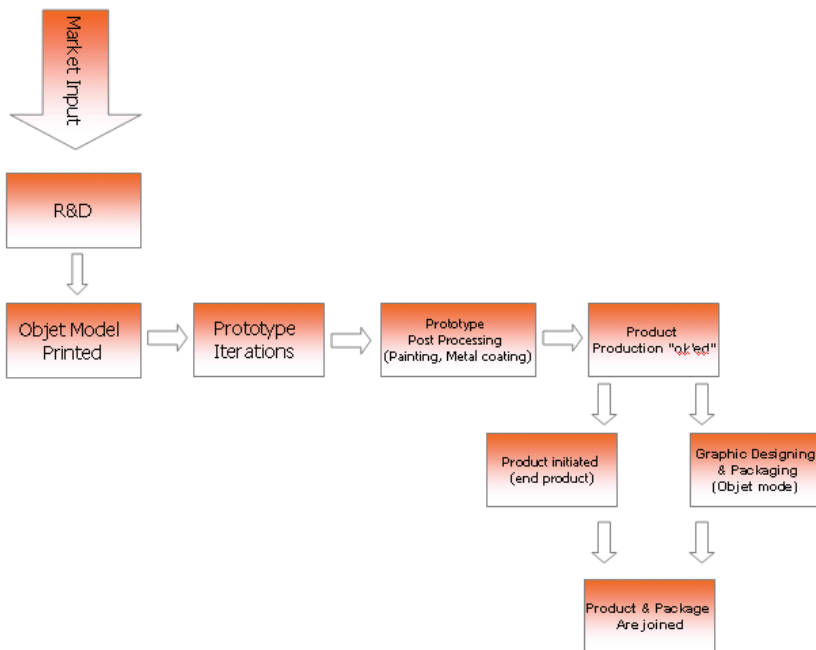 Market Input
R&D
Objet Model
Printed
Prototype
Iterations
Prototype
Post Processing
(Painting, Metal coating)
Product
Production "ok'ed"
Product initiated
(end product)
Graphic Designing
& Packaging
(Objet mode)
Product & Package
Are joined